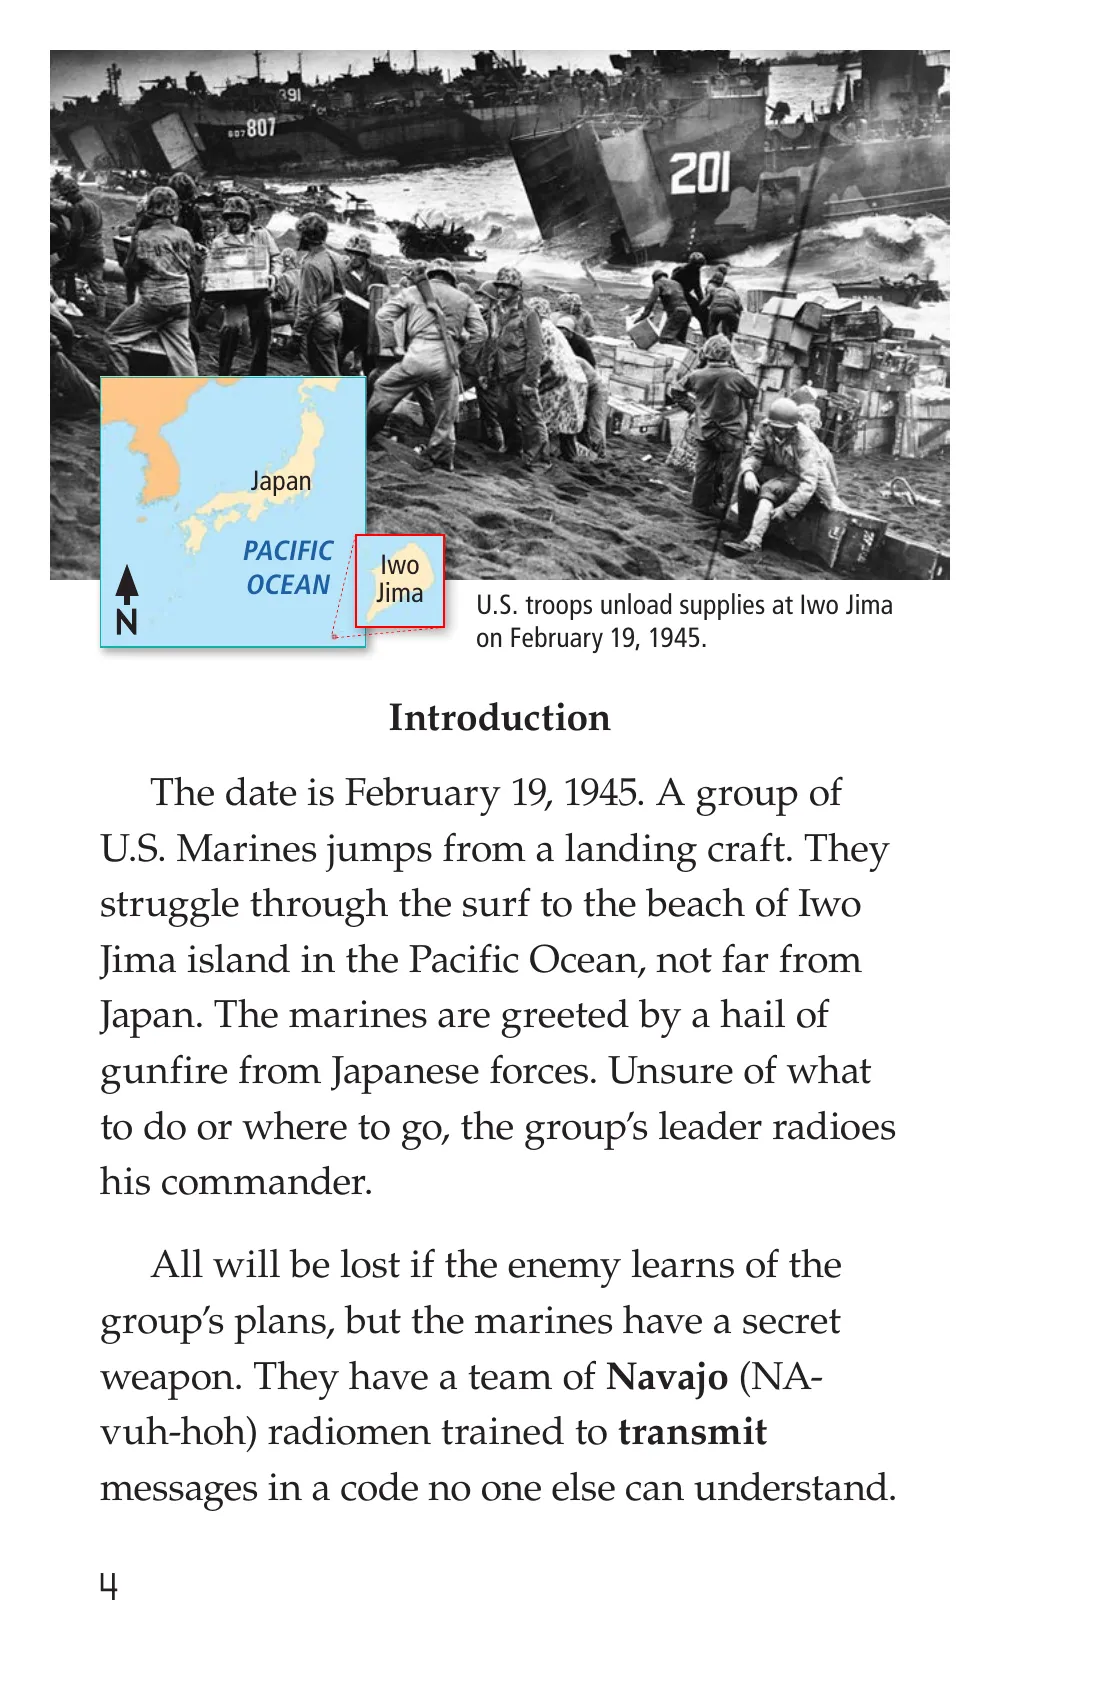 391
807 807
201
Japan
PACIFIC
OCEAN
Iwo
Jima
N
U.S. troops unload supplies at Iwo Jima
on February 19, 1945.
Introduction
The date is February 19, 1945. A group of
U.S. Marines jumps from a landing craft. They
struggle through the surf to the beach of Iwo
Jima island in the Pacific Ocean, not far from
Japan. The marines are greeted by a hail of
gunfire from Japanese forces. Unsure of what
to do or where to go, the group’s leader radioes
his commander.
All will be lost if the enemy learns of the
group’s plans, but the marines have a secret
weapon. They have a team of Navajo (NA-
vuh-hoh) radiomen trained to transmit
messages in a code no one else can understand.
4